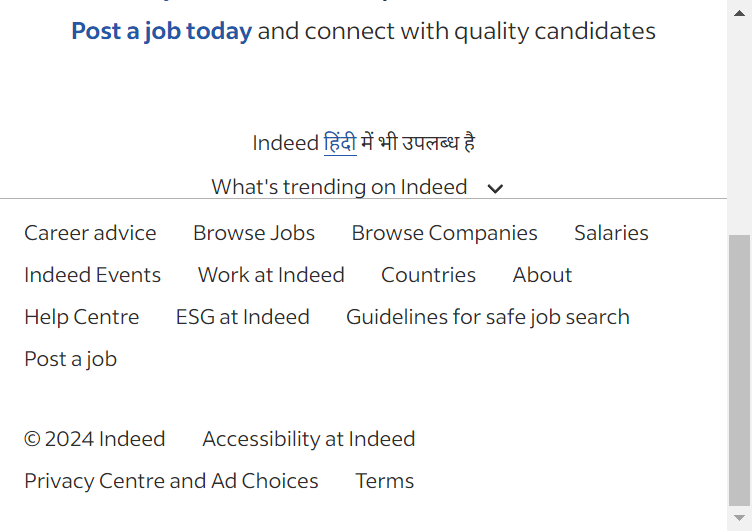 Post a job today and connect with quality candidates
Indeed हिंदी में भी उपलब्ध है
What's trending on Indeed
Career advice Browse Jobs Browse Companies Salaries
Indeed Events Work at Indeed Countries About
Help Centre ESG at Indeed Guidelines for safe job search
Post a job
© 2024 Indeed Accessibility at Indeed
Privacy Centre and Ad Choices Terms